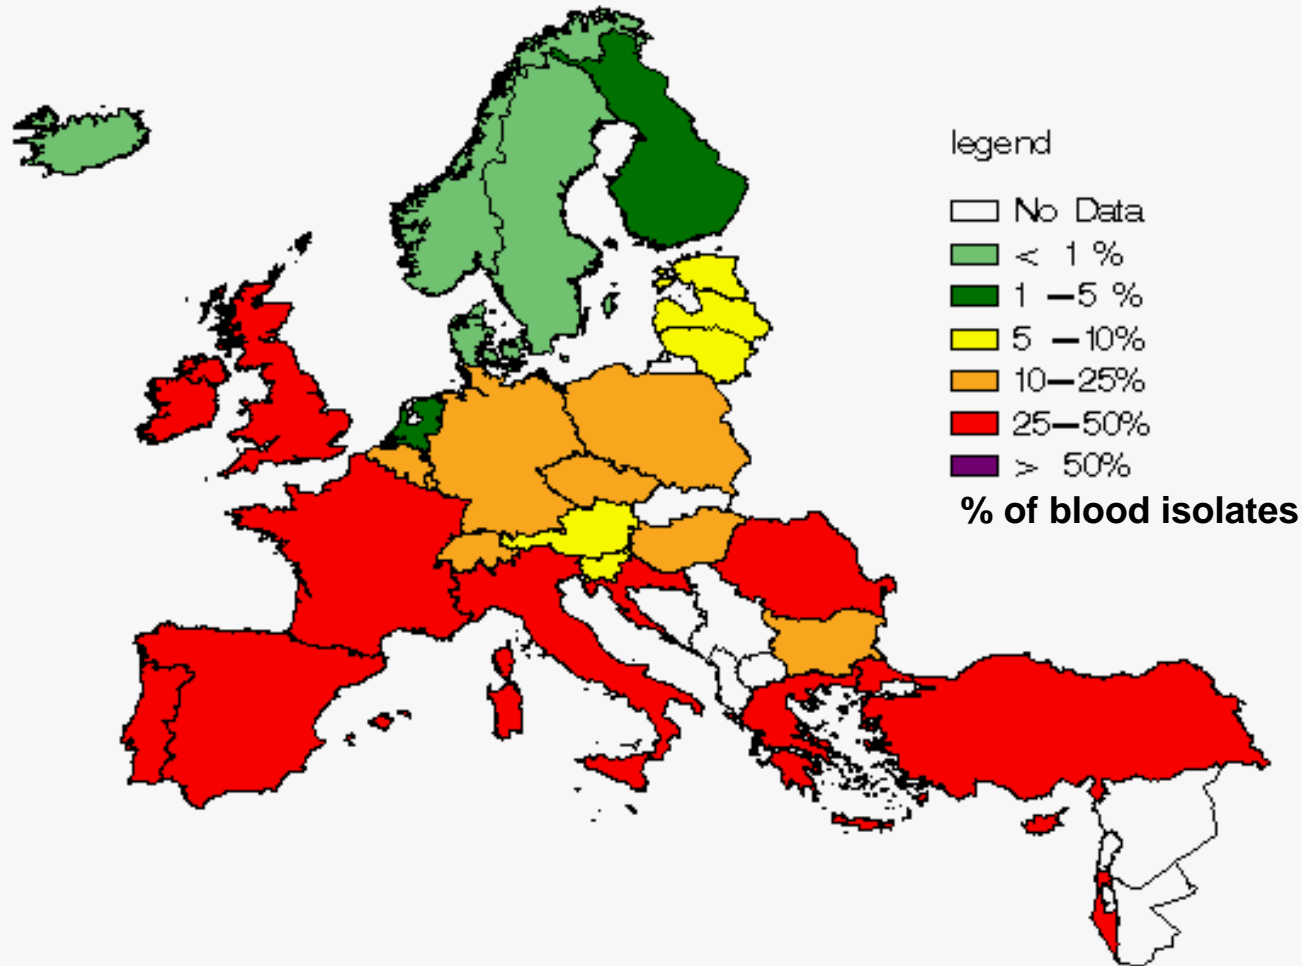 legend
No Data
< 1 %
1 –5 %
5 –10%
10–25%
25–50%
> 50%
% of blood isolates